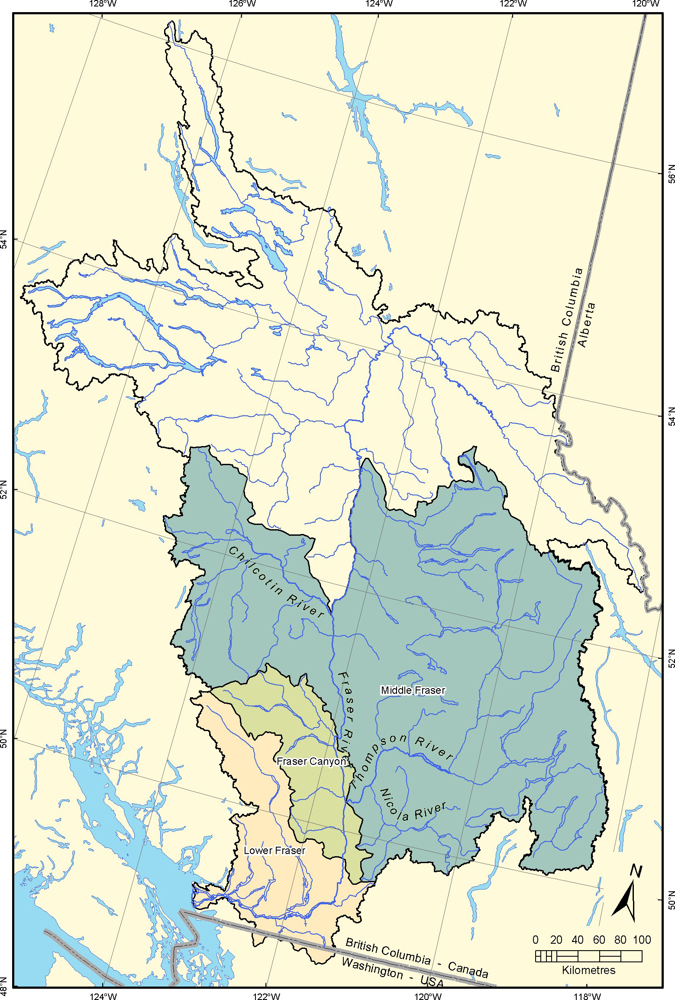 128°W 126°W 124°W 122°W 120°W
56°N
54°N
British Columbia
Alberta
54°N
52°N
Chilcotin River
52°N
Fraser River
Middle Fraser
50°N
Thompson River
Fraser Canyon
Nicola River
Lower Fraser
N
50°N
0 20 40 60 80 100
Kilometres
British Columbia - Canada
Washington - USA
48°N
124°W 122°W 120°W 118°W